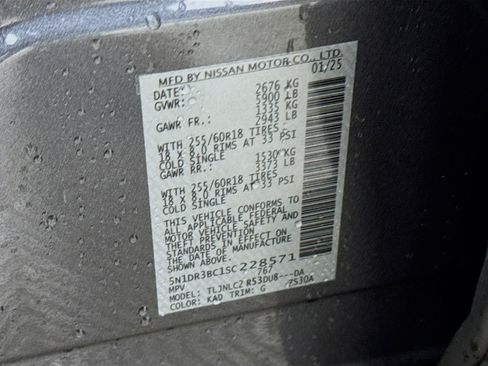 MFD BY NISSAN MOTOR CO., LTD.
DATE: 01/25
GVWR: 2676 KG
5900 LB
GAWR FR.: 1335 KG
2943 LB
WITH 255/60R18 TIRES
18 X 8.0 RIMS AT 33 PSI
COLD SINGLE
GAWR RR.: 1530 KG
3373 LB
WITH 255/60R18 TIRES
18 X 8.0 RIMS AT 33 PSI
COLD SINGLE
THIS VEHICLE CONFORMS TO
ALL APPLICABLE FEDERAL
MOTOR VEHICLE SAFETY AND
THEFT PREVENTION
STANDARDS IN EFFECT ON
THE DATE OF MANUFACTURE
SHOWN ABOVE.
5N1DR3BC1SC228571
MPV 767
MODEL: TLJNLC2 R53DU8---DA
COLOR: KAD TRIM: G 7530A